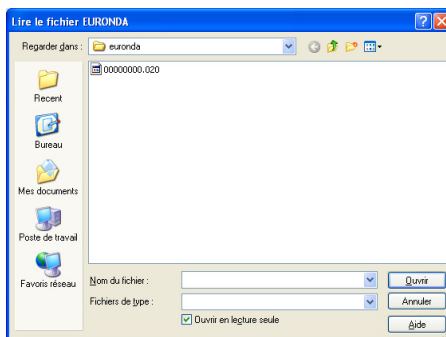 Lire le fichier EURONDA
Regarder dans :
euronda
00000000.020
Recent
Bureau
Mes documents
Poste de travail
Favoris réseau
Nom du fichier :
Ouvrir
Fichiers de type :
Annuler
Ouvrir en lecture seule
Aide